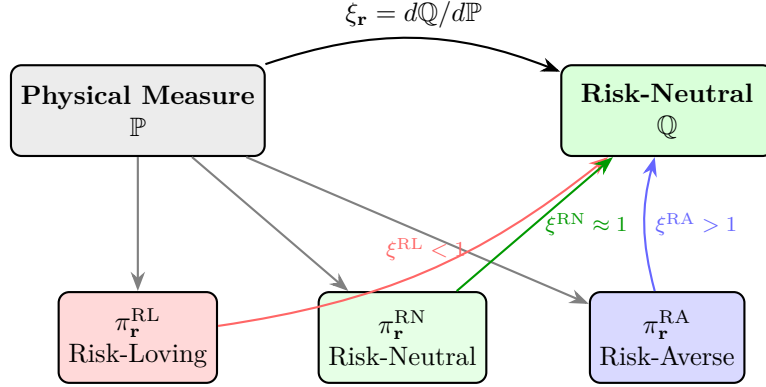 ξ_𝐫 = dℚ/dℙ
Physical Measure
ℙ
Risk-Neutral
ℚ
ξ^RL < 1
ξ^RN ≈ 1
ξ^RA > 1
π_𝐫^RL
Risk-Loving
π_𝐫^RN
Risk-Neutral
π_𝐫^RA
Risk-Averse